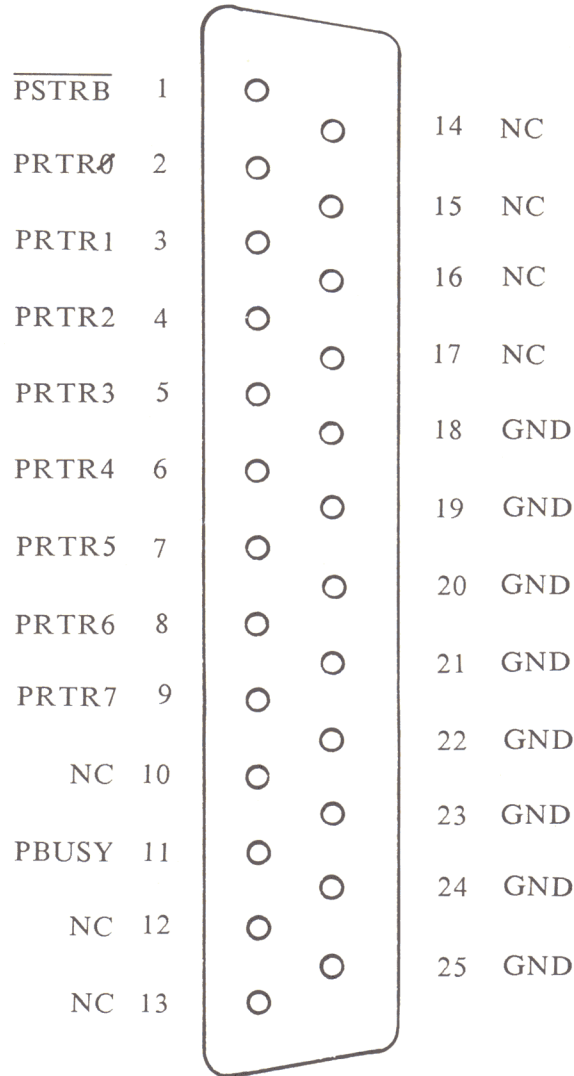 PSTRB 1
14 NC
PRTR0 2
15 NC
PRTR1 3
16 NC
PRTR2 4
17 NC
PRTR3 5
18 GND
PRTR4 6
19 GND
PRTR5 7
20 GND
PRTR6 8
21 GND
PRTR7 9
22 GND
NC 10
23 GND
PBUSY 11
24 GND
NC 12
25 GND
NC 13